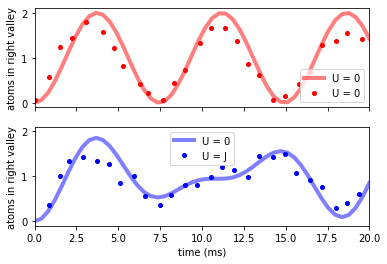 2
1
0
atoms in right valley
U = 0
U = 0
2
1
0
atoms in right valley
U = 0
U = J
0.0 2.5 5.0 7.5 10.0 12.5 15.0 17.5 20.0
time (ms)